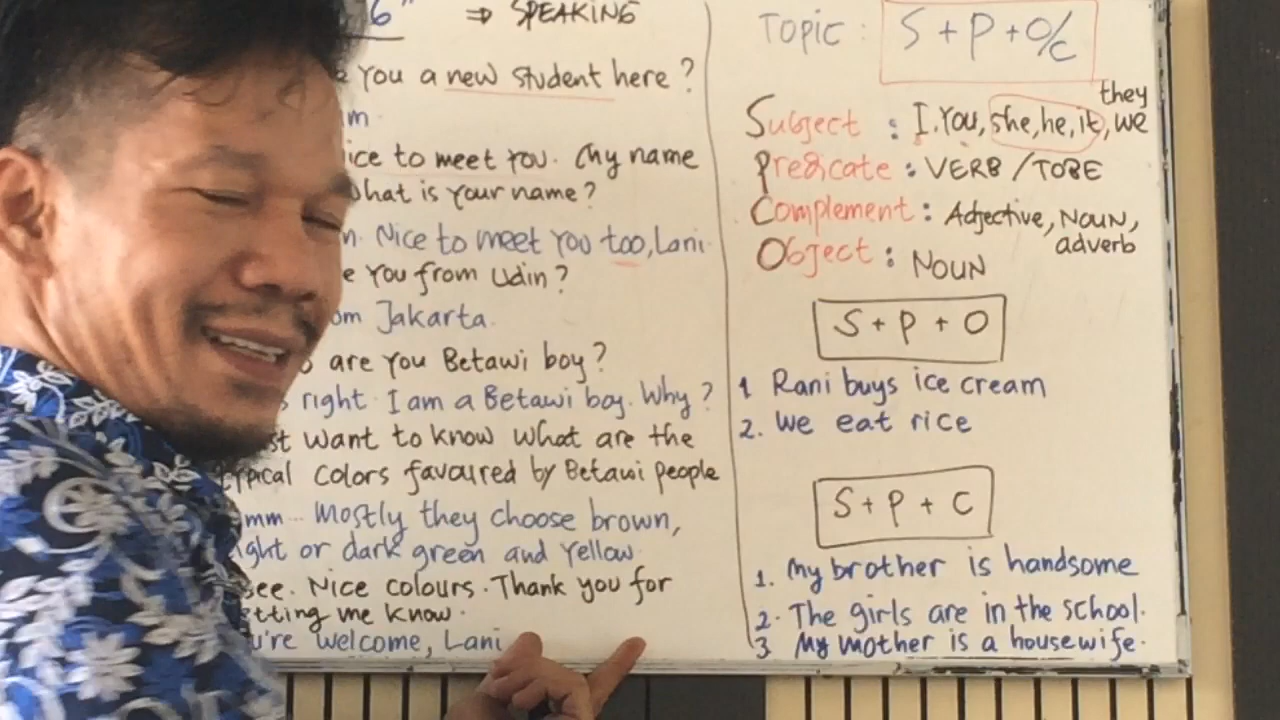 6" ⇒ SPEAKING
You a new student here?
ice to meet You. My name
what is your name?
Nice to meet You too, Lani.
You from Udin?
om Jakarta.
are You Betawi boy?
right. I am a Betawi boy. Why?
st want to know what are the
typical colors favoured by Betawi people
mm... Mostly they choose brown,
ight or dark green and Yellow.
see. Nice colours. Thank you for
etting me know.
u're welcome, Lani
TOPIC: S + P + O/C
they
Subject : I, You, she, he, it, we
Predicate : VERB / TOBE
Complement : Adjective, NOUN,
adverb
Object : NOUN
S + P + O
1 Rani buys ice cream
2. We eat rice
S + P + C
1. My brother is handsome
2. The girls are in the school.
3 My mother is a housewife.